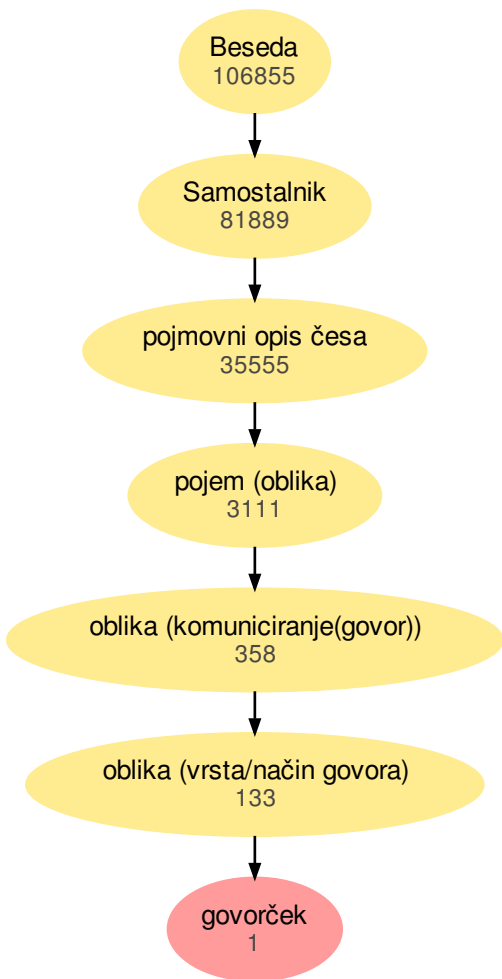 Beseda
106855
Samostalnik
81889
pojmovni opis česa
35555
pojem (oblika)
3111
oblika (komuniciranje(govor))
358
oblika (vrsta/način govora)
133
govorček
1